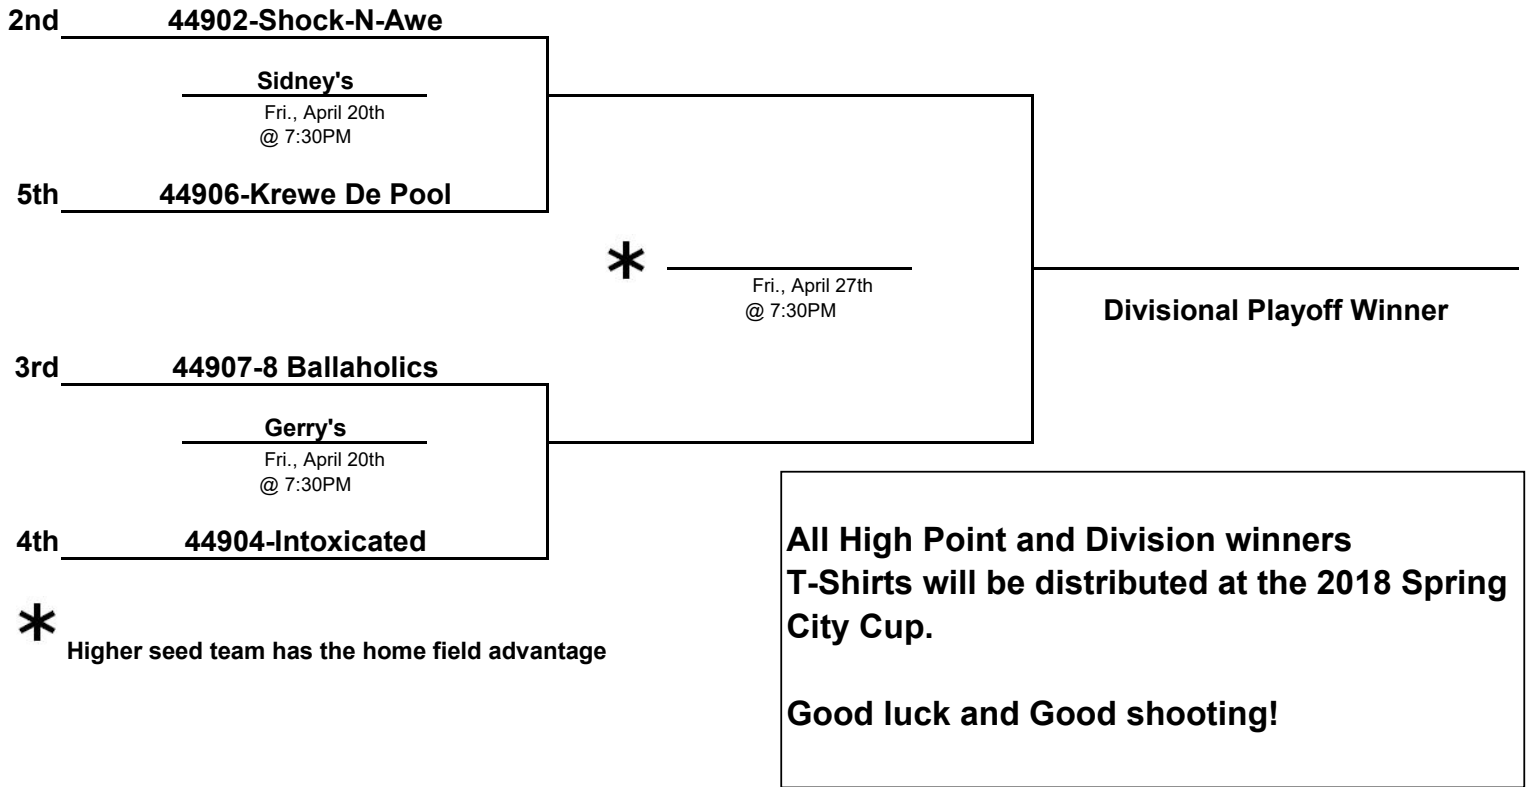 2nd 44902-Shock-N-Awe
Sidney's
Fri., April 20th
@ 7:30PM
5th 44906-Krewe De Pool
*
Fri., April 27th
@ 7:30PM
Divisional Playoff Winner
3rd 44907-8 Ballaholics
Gerry's
Fri., April 20th
@ 7:30PM
4th 44904-Intoxicated
* Higher seed team has the home field advantage
All High Point and Division winners
T-Shirts will be distributed at the 2018 Spring
City Cup.
Good luck and Good shooting!